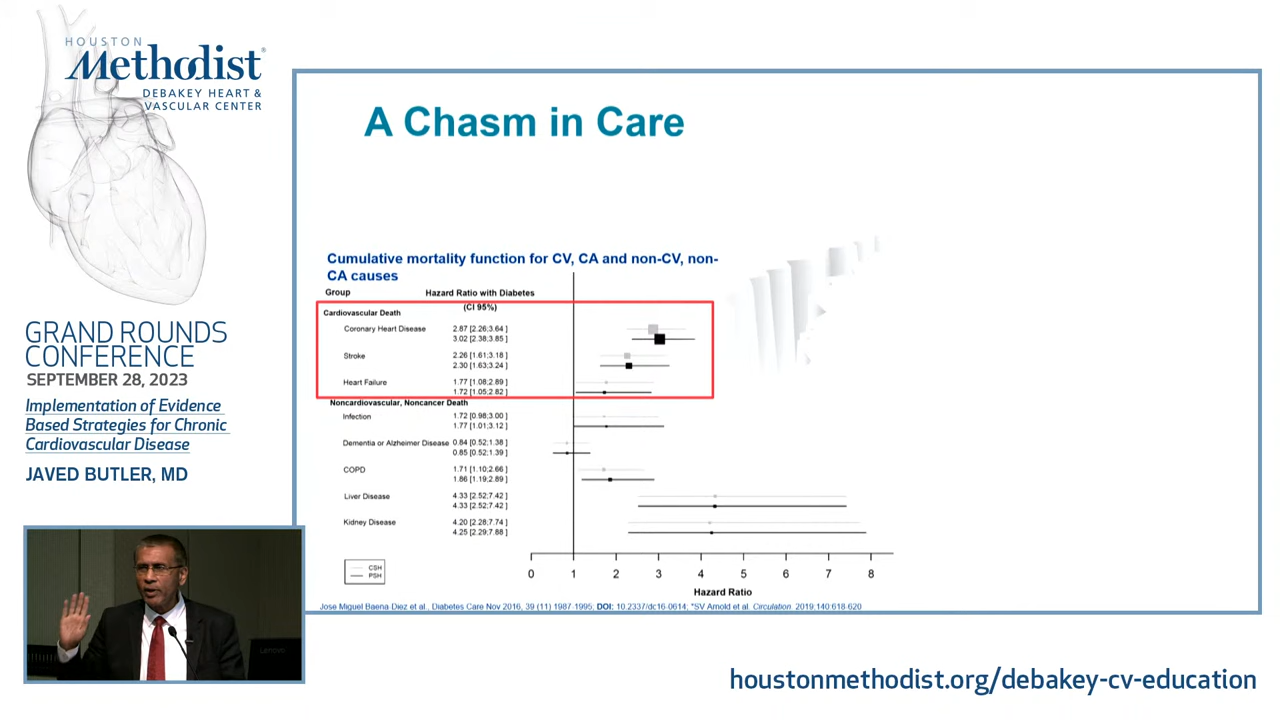 HOUSTON
Methodist®
DEBAKEY HEART &
VASCULAR CENTER
GRAND ROUNDS
CONFERENCE
SEPTEMBER 28, 2023
Implementation of Evidence
Based Strategies for Chronic
Cardiovascular Disease
JAVED BUTLER, MD
A Chasm in Care
Cumulative mortality function for CV, CA and non-CV, non-
CA causes
Group Hazard Ratio with Diabetes
(CI 95%)
Cardiovascular Death
Coronary Heart Disease 2.87 [2.26;3.64]
3.02 [2.38;3.85]
Stroke 2.26 [1.61;3.18]
2.30 [1.63;3.24]
Heart Failure 1.77 [1.08;2.89]
1.72 [1.05;2.82]
Noncardiovascular, Noncancer Death
Infection 1.72 [0.98;3.00]
1.77 [1.01;3.12]
Dementia or Alzheimer Disease 0.84 [0.52;1.38]
0.85 [0.52;1.39]
COPD 1.71 [1.10;2.66]
1.86 [1.19;2.89]
Liver Disease 4.33 [2.52;7.42]
4.33 [2.52;7.42]
Kidney Disease 4.20 [2.28;7.74]
4.25 [2.29;7.88]
CSH
PSH
0 1 2 3 4 5 6 7 8
Hazard Ratio
Jose Miguel Baena Diez et al., Diabetes Care Nov 2016, 39 (11) 1987-1995, DOI: 10.2337/dc16-0614; *SV Arnold et al. Circulation. 2019;140:618-620
LENOVO
houstonmethodist.org/debakey-cv-education